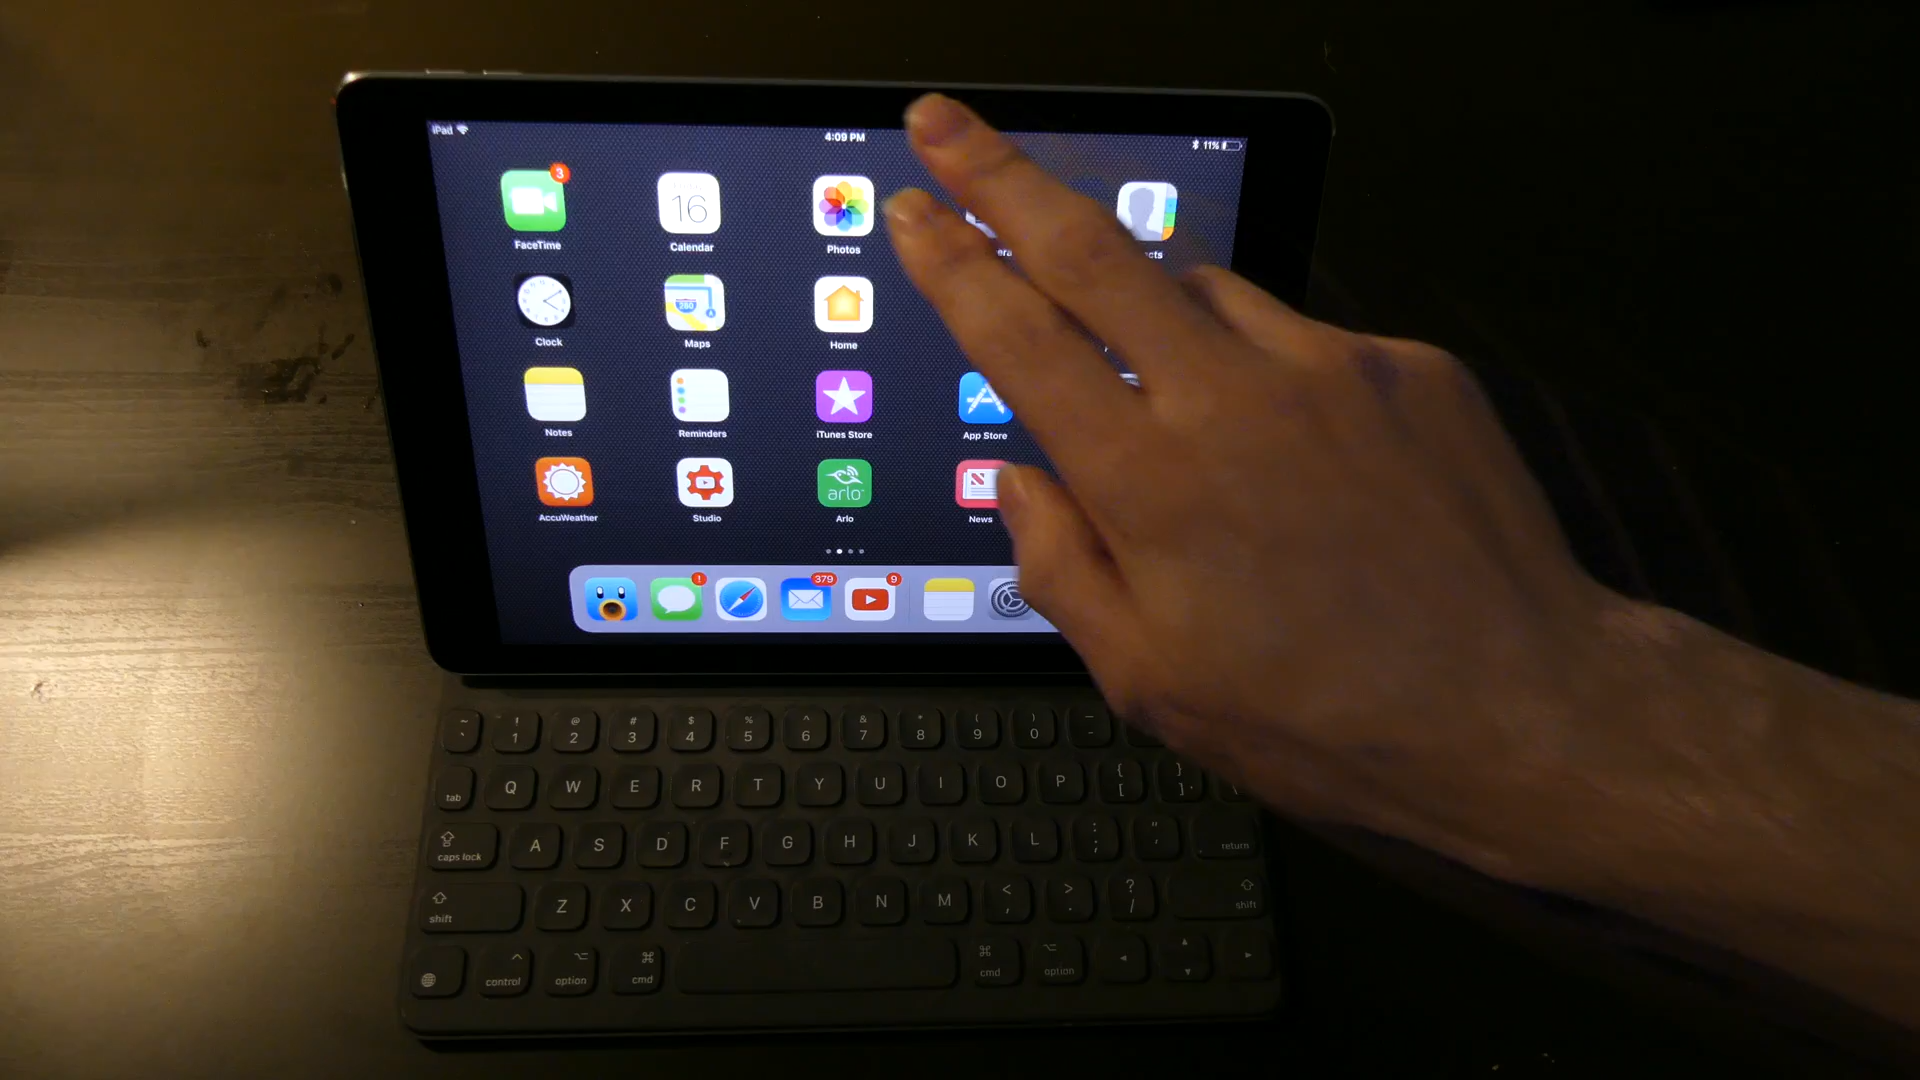 iPad 4:09 PM 11%
3
16
FaceTime Calendar Photos
280
Clock Maps Home
Notes Reminders iTunes Store App Store
arlo
AccuWeather Studio Arlo News
! 379 9
~ ! @ # $ % ^ & * ( ) —
` 1 2 3 4 5 6 7 8 9 0 -
tab Q W E R T Y U I O P { [ } ] \
caps lock A S D F G H J K L : ; " ' return
shift Z X C V B N M < , > . ? / shift
control option cmd cmd option